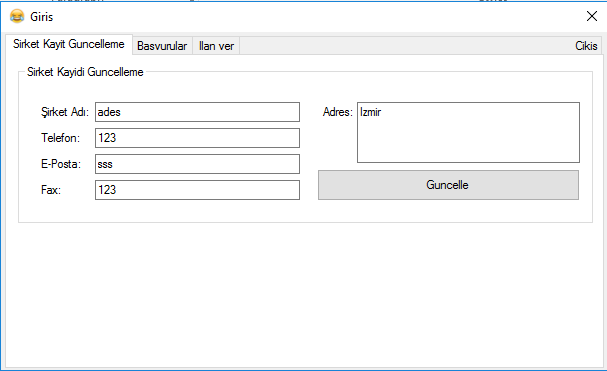 Giris
Sirket Kayit Guncelleme Basvurular Ilan ver Cikis
Sirket Kayidi Guncelleme
Şirket Adı: ades
Telefon: 123
E-Posta: sss
Fax: 123
Adres: Izmir
Guncelle